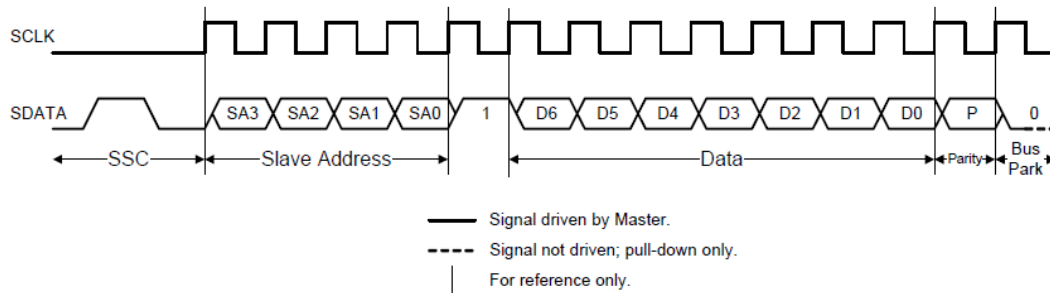 SCLK
SDATA SA3 SA2 SA1 SA0 1 D6 D5 D4 D3 D2 D1 D0 P 0
SSC Slave Address Data Parity Bus Park
Signal driven by Master.
Signal not driven; pull-down only.
For reference only.